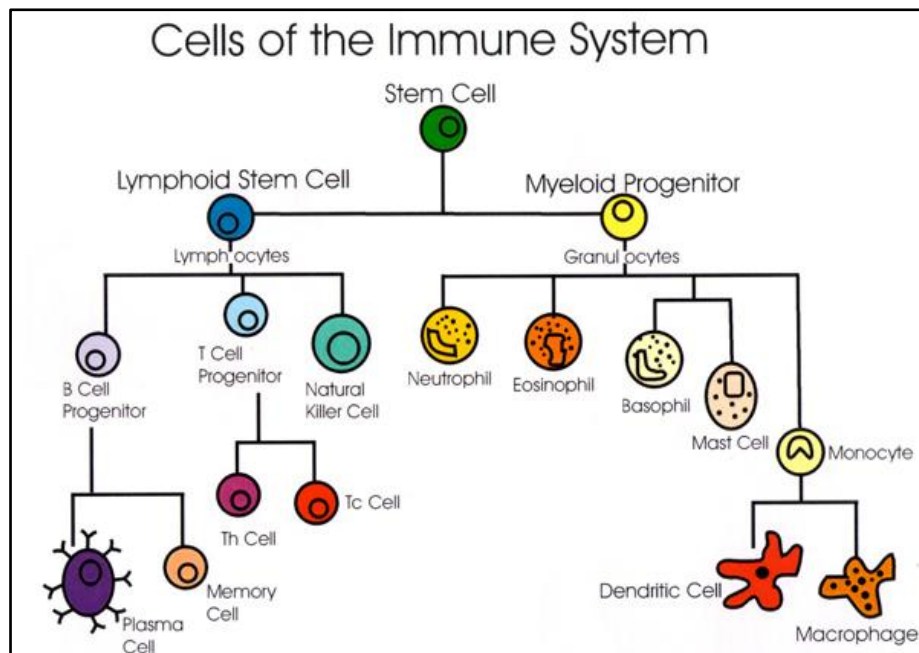 Cells of the Immune System
Stem Cell
Lymphoid Stem Cell
Myeloid Progenitor
Lymph ocytes
Granul ocytes
B Cell
Progenitor
T Cell
Progenitor
Natural
Killer Cell
Neutrophil
Eosinophil
Basophil
Mast Cell
Monocyte
Th Cell
Tc Cell
Plasma
Cell
Memory
Cell
Dendritic Cell
Macrophage